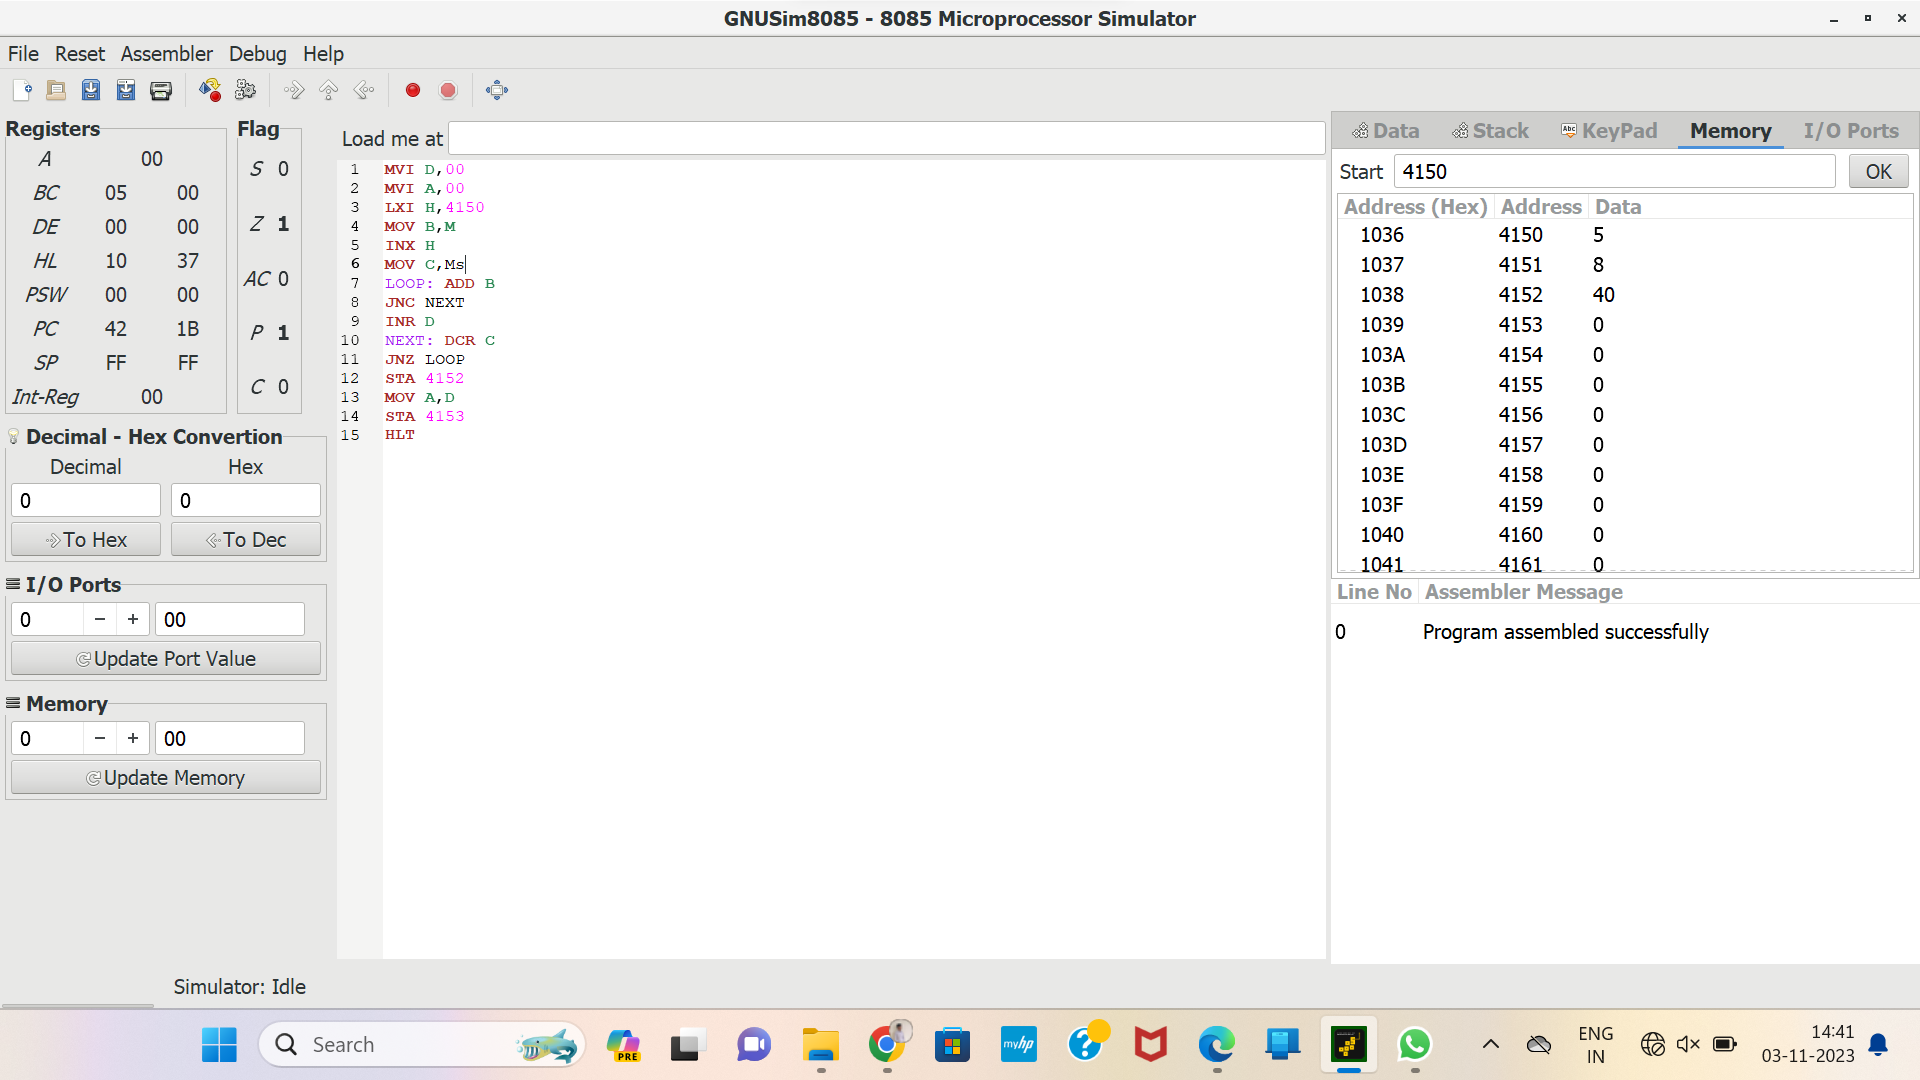 GNUSim8085 - 8085 Microprocessor Simulator
File Reset Assembler Debug Help
Registers
A 00
BC 05 00
DE 00 00
HL 10 37
PSW 00 00
PC 42 1B
SP FF FF
Int-Reg 00
Flag
S 0
Z 1
AC 0
P 1
C 0
Decimal - Hex Convertion
Decimal Hex
0 0
To Hex To Dec
I/O Ports
0 − + 00
Update Port Value
Memory
0 − + 00
Update Memory
Load me at
1 MVI D,00
2 MVI A,00
3 LXI H,4150
4 MOV B,M
5 INX H
6 MOV C,Ms
7 LOOP: ADD B
8 JNC NEXT
9 INR D
10 NEXT: DCR C
11 JNZ LOOP
12 STA 4152
13 MOV A,D
14 STA 4153
15 HLT
Data Stack Abc KeyPad Memory I/O Ports
Start 4150 OK
Address (Hex) Address Data
1036 4150 5
1037 4151 8
1038 4152 40
1039 4153 0
103A 4154 0
103B 4155 0
103C 4156 0
103D 4157 0
103E 4158 0
103F 4159 0
1040 4160 0
1041 4161 0
Line No Assembler Message
0 Program assembled successfully
Simulator: Idle
Search
PRE
myhp
ENG
IN
14:41
03-11-2023